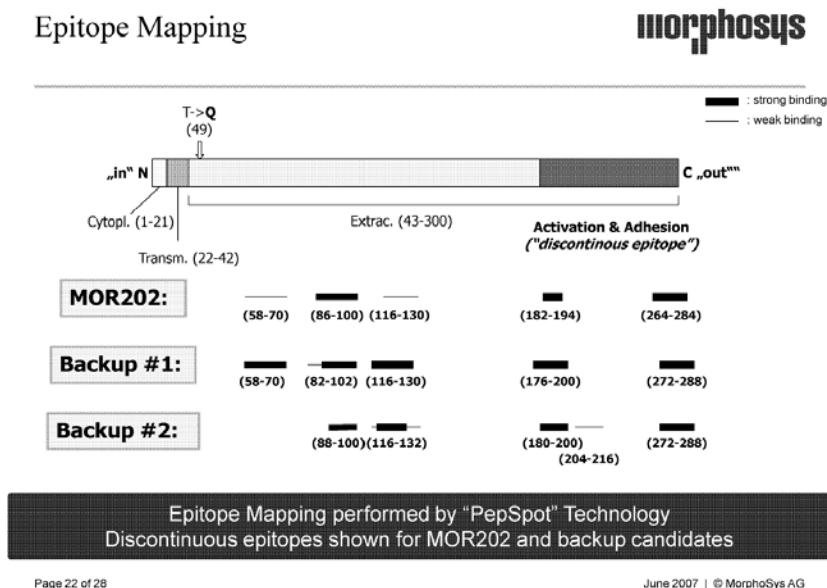 Epitope Mapping
morphosys
: strong binding
: weak binding
T->Q
(49)
„in“ N
C „out““
Cytopl. (1-21)
Extrac. (43-300)
Transm. (22-42)
Activation & Adhesion
("discontinous epitope")
MOR202:
(58-70) (86-100) (116-130) (182-194) (264-284)
Backup #1:
(58-70) (82-102) (116-130) (176-200) (272-288)
Backup #2:
(88-100) (116-132) (180-200) (272-288)
(204-216)
Epitope Mapping performed by "PepSpot" Technology
Discontinuous epitopes shown for MOR202 and backup candidates
Page 22 of 28
June 2007 | © MorphoSys AG